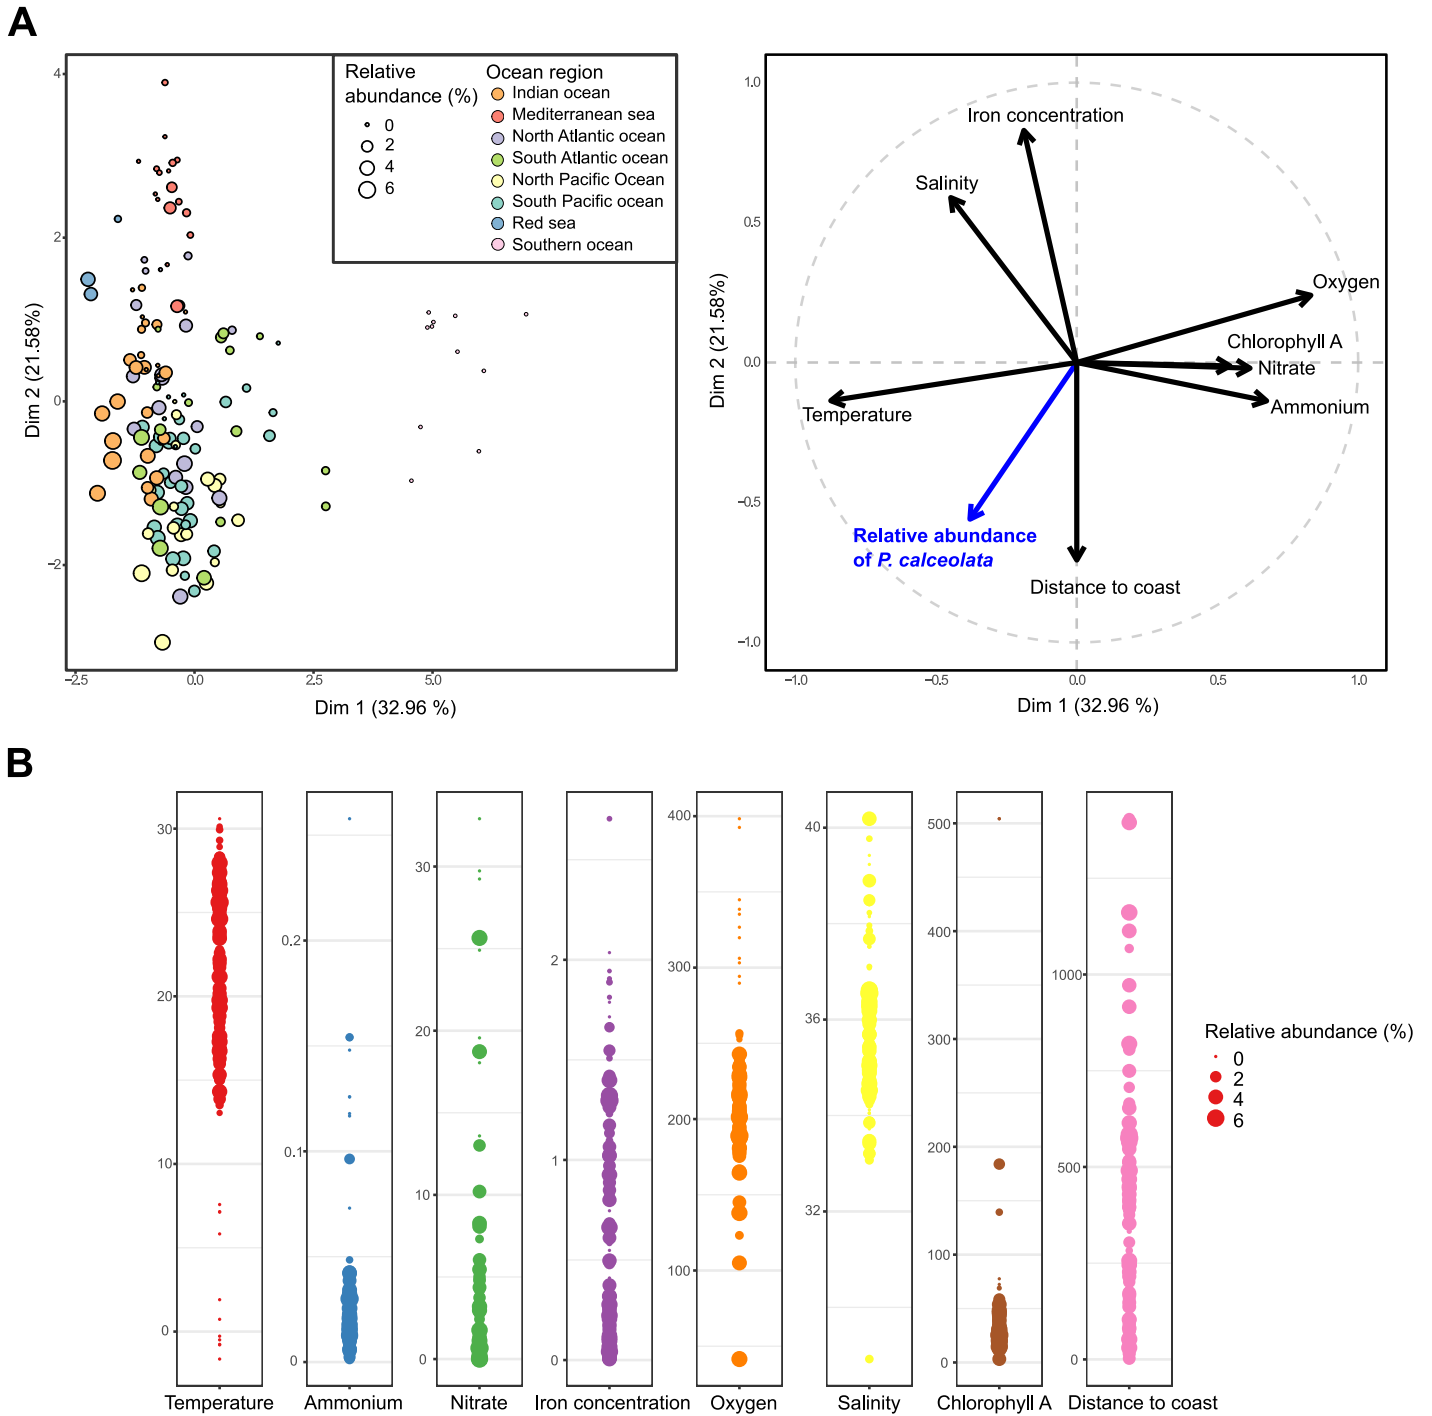 A
Relative
abundance (%)
0
2
4
6
Ocean region
Indian ocean
Mediterranean sea
North Atlantic ocean
South Atlantic ocean
North Pacific Ocean
South Pacific ocean
Red sea
Southern ocean
4
2
0
−2
Dim 2 (21.58%)
−2.5
0.0
2.5
5.0
Dim 1 (32.96 %)
1.0
0.5
0.0
−0.5
−1.0
Dim 2 (21.58%)
Iron concentration
Salinity
Oxygen
Chlorophyll A
Nitrate
Ammonium
Temperature
Relative abundance
of P. calceolata
Distance to coast
−1.0
−0.5
0.0
0.5
1.0
Dim 1 (32.96 %)
B
30
20
10
0
Temperature
0.2
0.1
0
Ammonium
30
20
10
0
Nitrate
2
1
0
Iron concentration
400
300
200
100
Oxygen
40
36
32
Salinity
500
400
300
200
100
0
Chlorophyll A
1000
500
0
Distance to coast
Relative abundance (%)
0
2
4
6